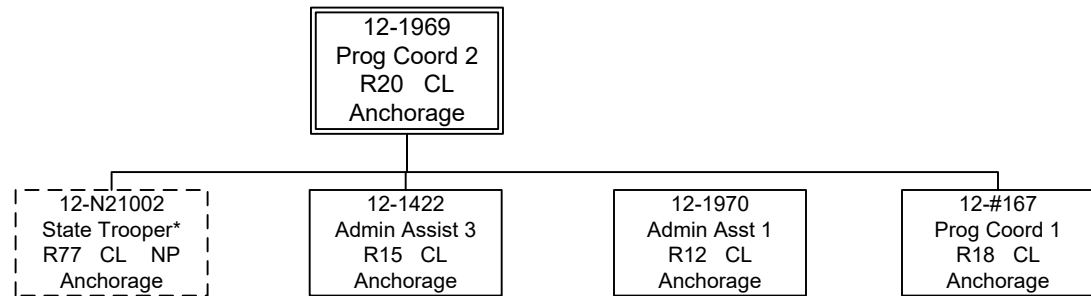 12-1969
Prog Coord 2
R20 CL
Anchorage
12-N21002
State Trooper*
R77 CL NP
Anchorage
12-1422
Admin Assist 3
R15 CL
Anchorage
12-1970
Admin Asst 1
R12 CL
Anchorage
12-#167
Prog Coord 1
R18 CL
Anchorage